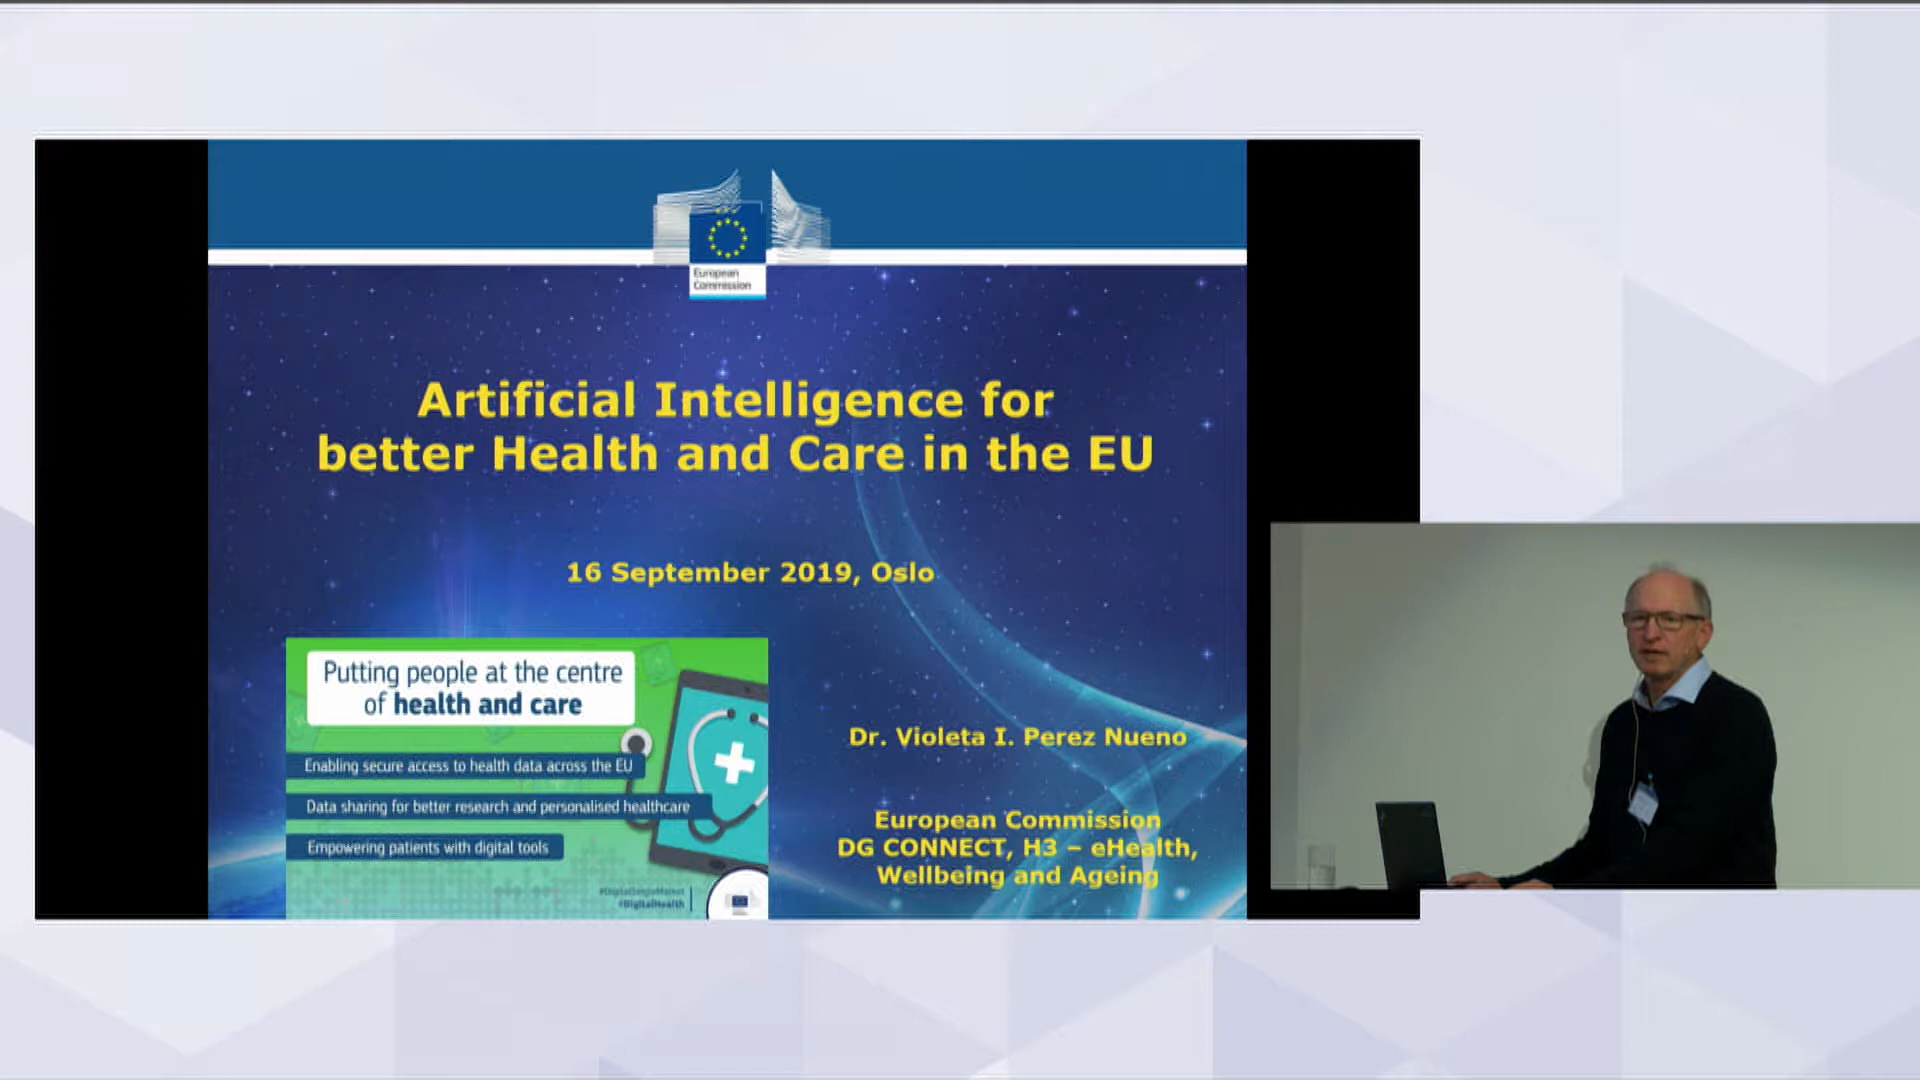 European
Commission
Artificial Intelligence for
better Health and Care in the EU
16 September 2019, Oslo
Putting people at the centre
of health and care
Enabling secure access to health data across the EU
Data sharing for better research and personalised healthcare
Empowering patients with digital tools
#DigitalSingleMarket
#DigitalHealth
Dr. Violeta I. Perez Nueno
European Commission
DG CONNECT, H3 – eHealth,
Wellbeing and Ageing